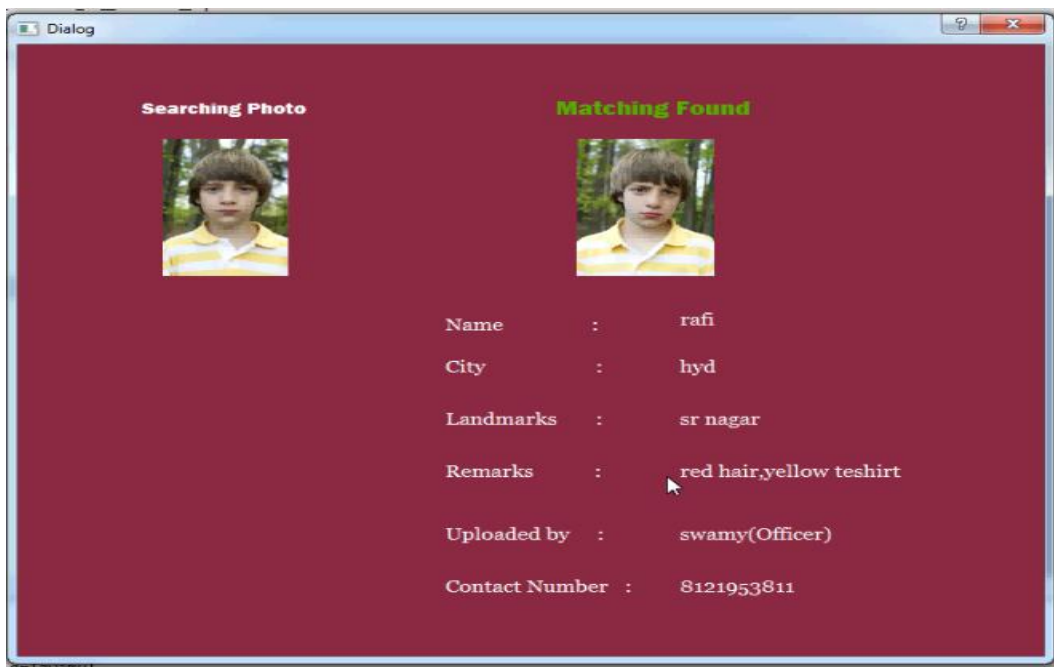 Dialog
Searching Photo
Matching Found
Name : rafi
City : hyd
Landmarks : sr nagar
Remarks : red hair,yellow teshirt
Uploaded by : swamy(Officer)
Contact Number : 8121953811